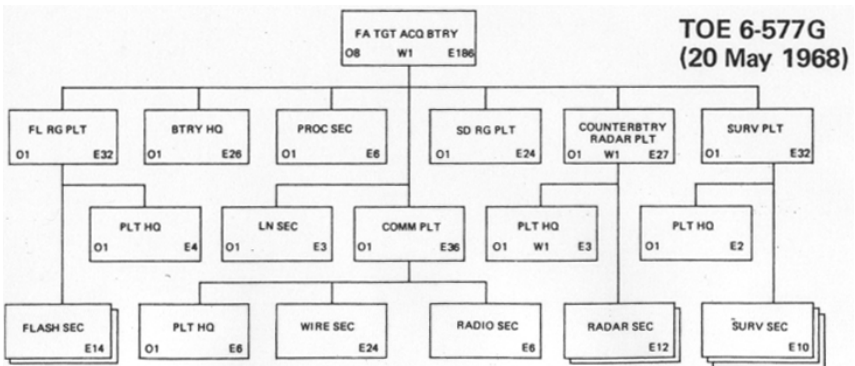 TOE 6-577G
(20 May 1968)
FA TGT ACQ BTRY
O8 W1 E186
FL RG PLT
O1 E32
BTRY HQ
O1 E26
PROC SEC
O1 E6
SD RG PLT
O1 E24
COUNTERBTRY
RADAR PLT
O1 W1 E27
SURV PLT
O1 E32
PLT HQ
O1 E4
LN SEC
O1 E3
COMM PLT
O1 E36
PLT HQ
O1 W1 E3
PLT HQ
O1 E2
FLASH SEC
E14
PLT HQ
O1 E6
WIRE SEC
E24
RADIO SEC
E6
RADAR SEC
E12
SURV SEC
E10